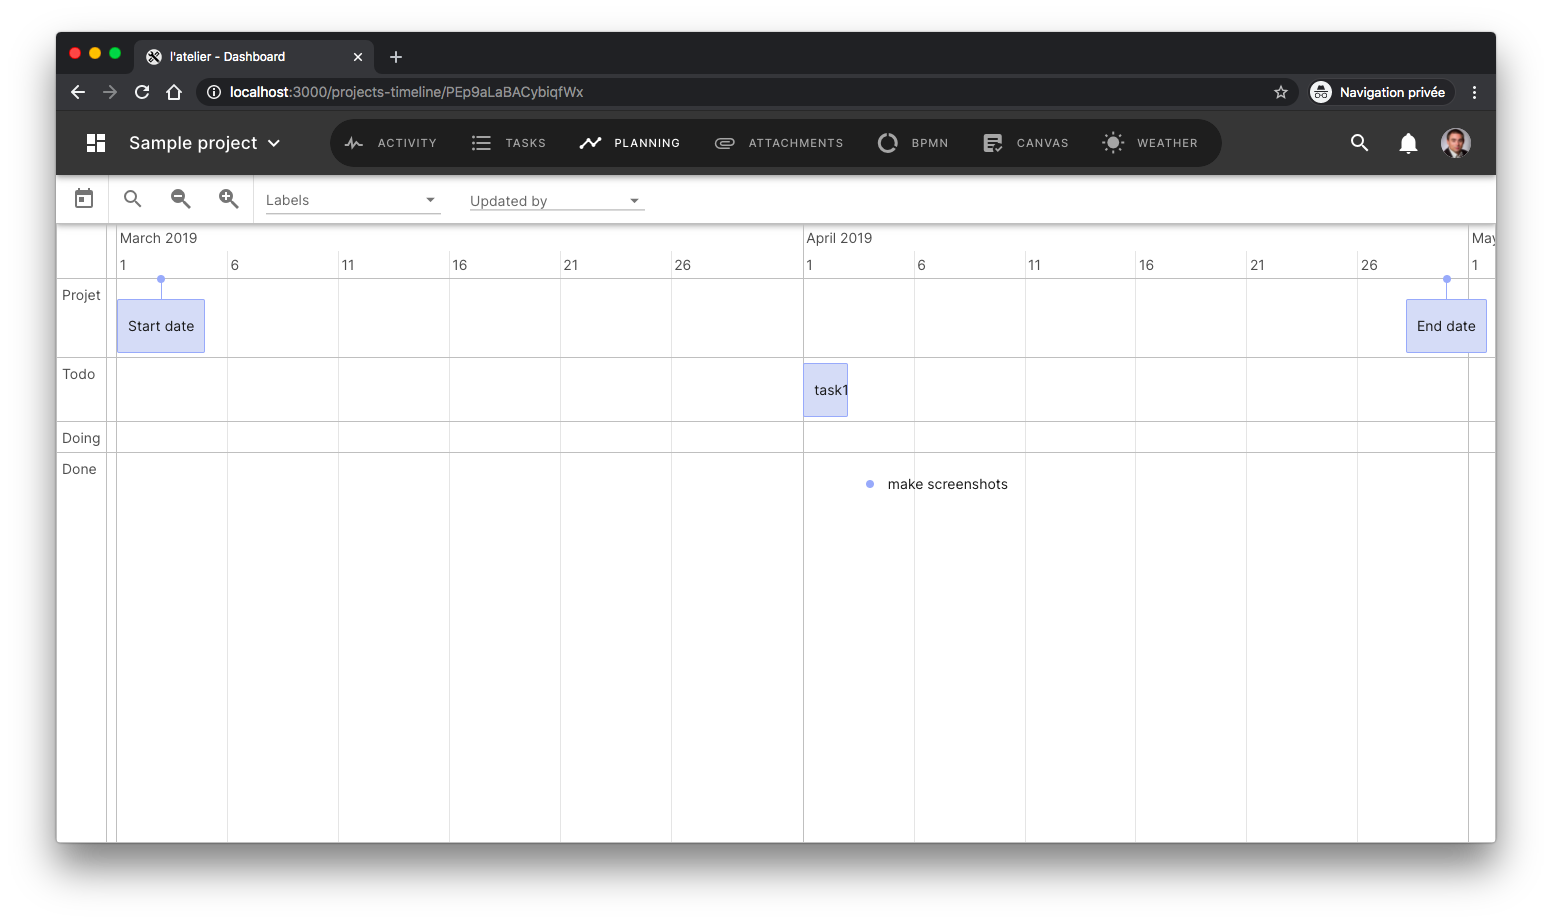 l'atelier - Dashboard
localhost:3000/projects-timeline/PEp9aLaBACybiqfWx
Navigation privée
Sample project
ACTIVITY
TASKS
PLANNING
ATTACHMENTS
BPMN
CANVAS
WEATHER
Labels
Updated by
March 2019
April 2019
May
1
6
11
16
21
26
1
6
11
16
21
26
1
Projet
Start date
End date
Todo
task1
Doing
Done
make screenshots